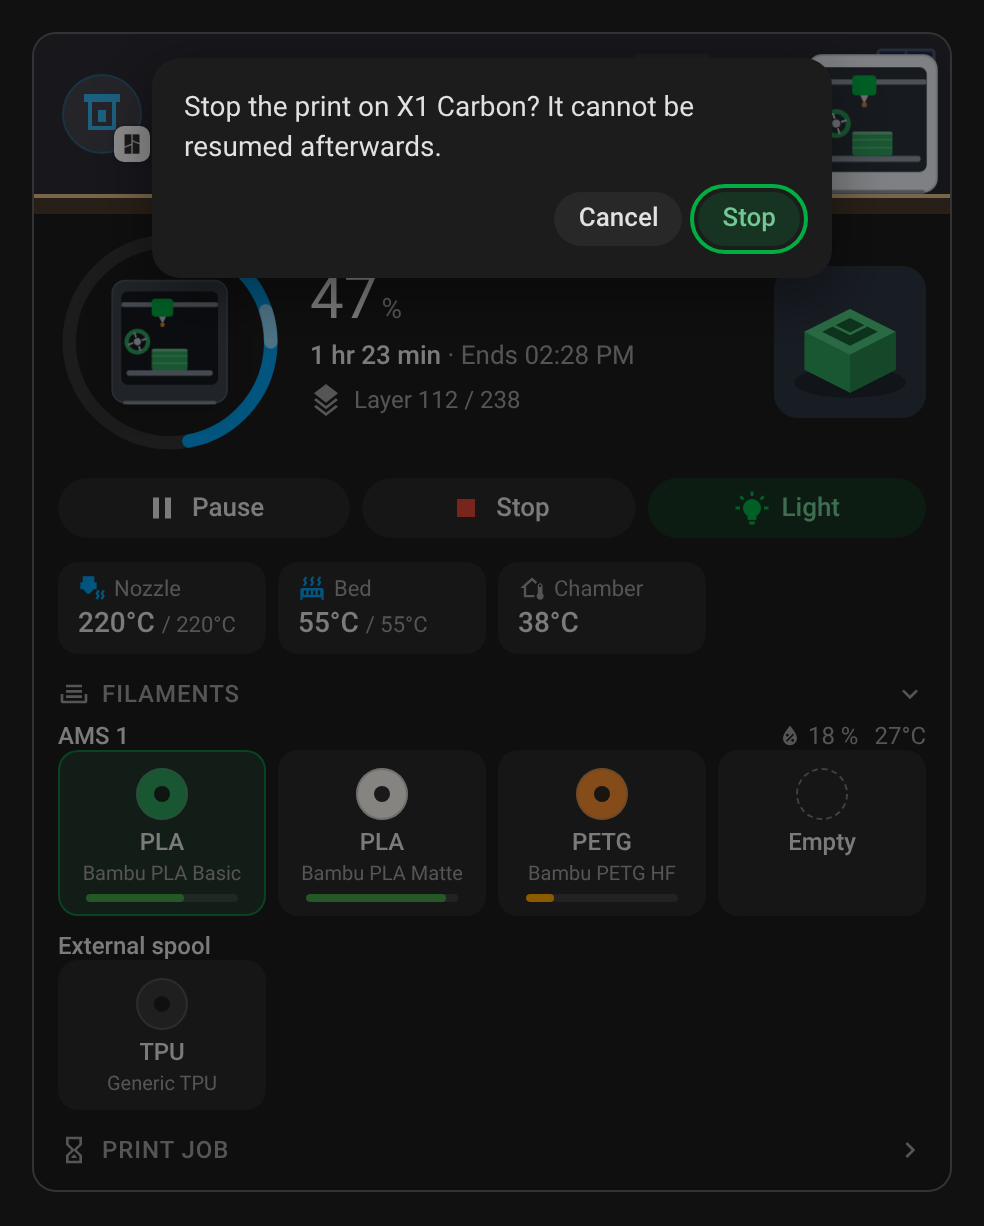 Stop the print on X1 Carbon? It cannot be
resumed afterwards.
Cancel
Stop
47 %
1 hr 23 min · Ends 02:28 PM
Layer 112 / 238
Pause
Stop
Light
Nozzle
220°C / 220°C
Bed
55°C / 55°C
Chamber
38°C
FILAMENTS
AMS 1
18 % 27°C
PLA
Bambu PLA Basic
PLA
Bambu PLA Matte
PETG
Bambu PETG HF
Empty
External spool
TPU
Generic TPU
PRINT JOB